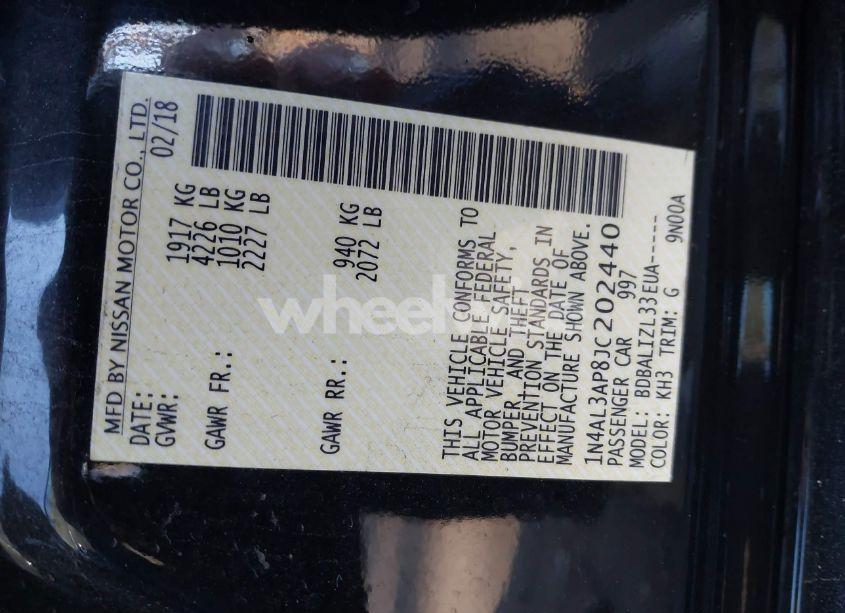 MFD BY NISSAN MOTOR CO., LTD.
DATE: 02/18
GVWR: 1917 KG
4226 LB
GAWR FR.: 1010 KG
2227 LB
GAWR RR.: 940 KG
2072 LB
THIS VEHICLE CONFORMS TO
ALL APPLICABLE FEDERAL
MOTOR VEHICLE SAFETY,
BUMPER AND THEFT
PREVENTION STANDARDS IN
EFFECT ON THE DATE OF
MANUFACTURE SHOWN ABOVE.
1N4AL3AP8JC202440
PASSENGER CAR 997
MODEL: BDBALIZL33EUA-----
COLOR: KH3 TRIM: G 9N00A